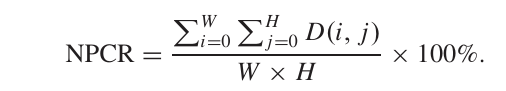 NPCR = \frac{\sum_{i=0}^{W} \sum_{j=0}^{H} D(i, j)}{W \times H} \times 100\%.